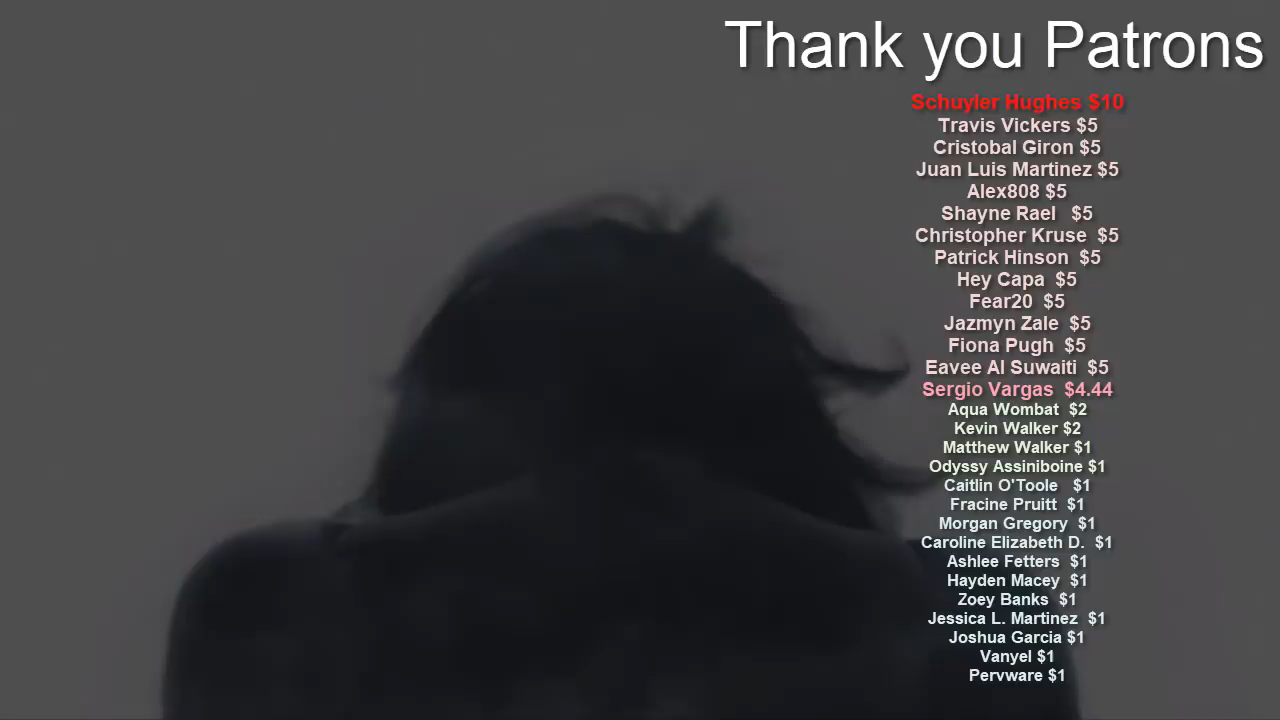 Thank you Patrons
Schuyler Hughes $10
Travis Vickers $5
Cristobal Giron $5
Juan Luis Martinez $5
Alex808 $5
Shayne Rael $5
Christopher Kruse $5
Patrick Hinson $5
Hey Capa $5
Fear20 $5
Jazmyn Zale $5
Fiona Pugh $5
Eavee Al Suwaiti $5
Sergio Vargas $4.44
Aqua Wombat $2
Kevin Walker $2
Matthew Walker $1
Odyssy Assiniboine $1
Caitlin O'Toole $1
Fracine Pruitt $1
Morgan Gregory $1
Caroline Elizabeth D. $1
Ashlee Fetters $1
Hayden Macey $1
Zoey Banks $1
Jessica L. Martinez $1
Joshua Garcia $1
Vanyel $1
Pervware $1